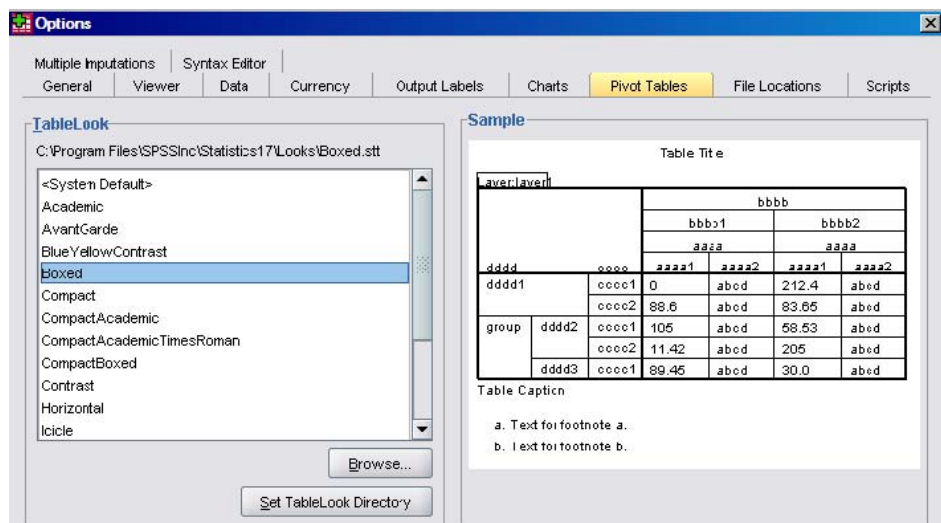 Options
Multiple Imputations Syntax Editor
General Viewer Data Currency Output Labels Charts Pivot Tables File Locations Scripts
TableLook
C:\Program Files\SPSSInc\Statistics17\Looks\Boxed.stt
<System Default>
Academic
AvantGarde
BlueYellowContrast
Boxed
Compact
CompactAcademic
CompactAcademicTimesRoman
CompactBoxed
Contrast
Horizontal
Icicle
Browse...
Set TableLook Directory
Sample
Table Title
Layer:layer1
bbbb
bbbb1 bbbb2
aaaa aaaa
dddd cccc aaaa1 aaaa2 aaaa1 aaaa2
dddd1 cccc1 0 abcd 212.4 abcd
cccc2 88.6 abcd 83.65 abcd
group dddd2 cccc1 105 abcd 58.53 abcd
cccc2 11.42 abcd 205 abcd
dddd3 cccc1 89.45 abcd 30.0 abcd
Table Caption
a. Text for footnote a.
b. Text for footnote b.